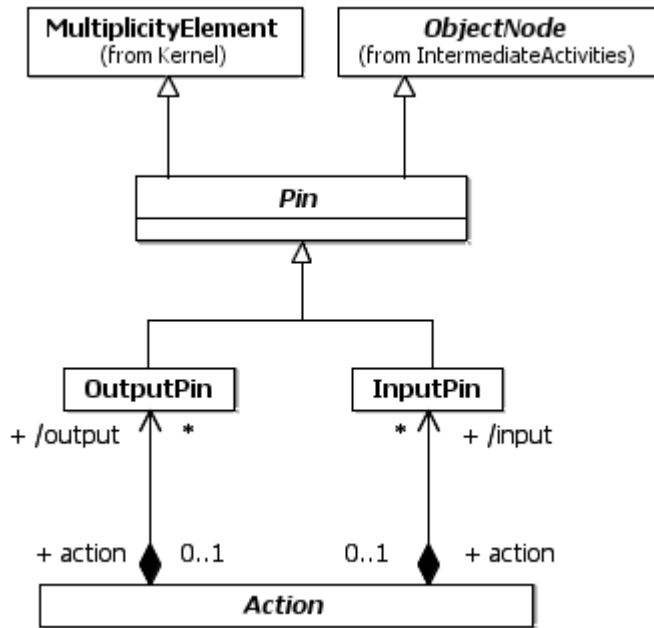 MultiplicityElement
(from Kernel)
ObjectNode
(from IntermediateActivities)
Pin
OutputPin
InputPin
+ /output
*
*
+ /input
+ action
0..1
0..1
+ action
Action